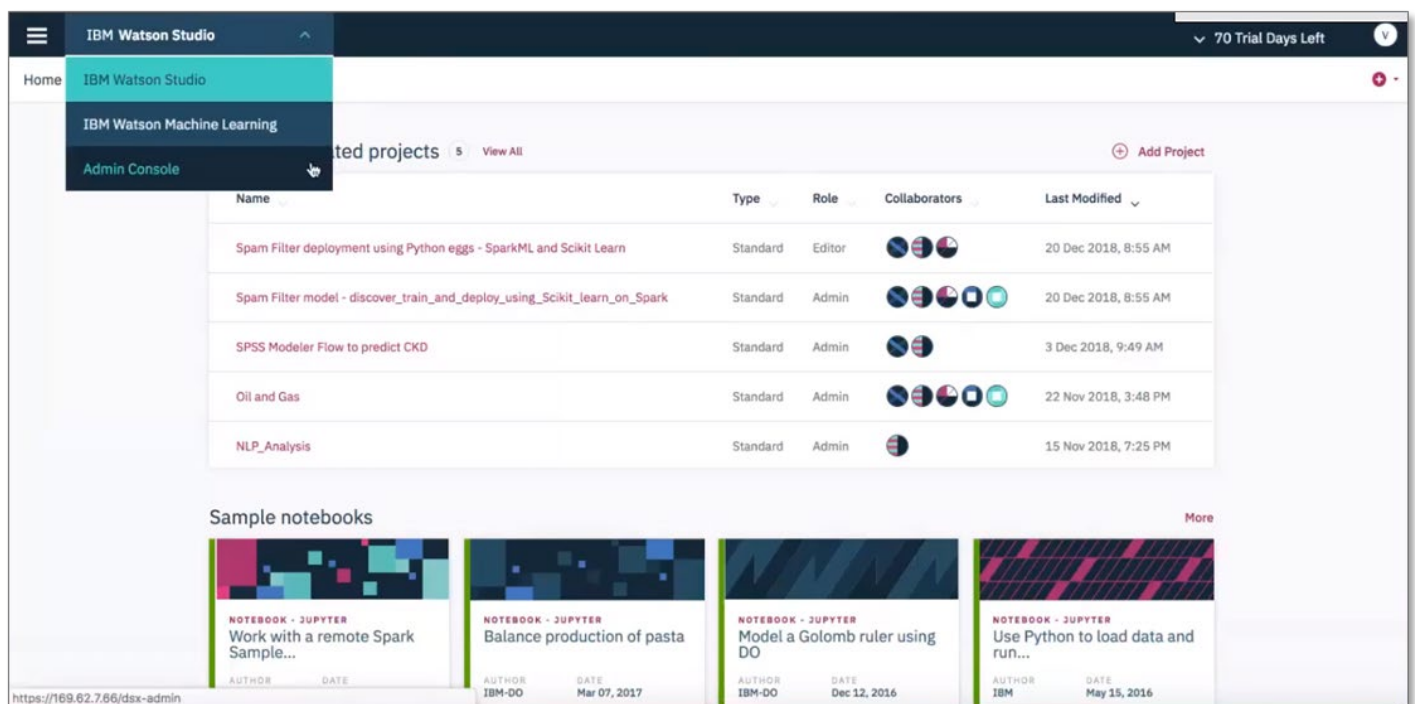 IBM Watson Studio
70 Trial Days Left
V
Home
IBM Watson Studio
IBM Watson Machine Learning
Admin Console
ted projects 5 View All
Add Project
Name Type Role Collaborators Last Modified
Spam Filter deployment using Python eggs - SparkML and Scikit Learn Standard Editor 20 Dec 2018, 8:55 AM
Spam Filter model - discover_train_and_deploy_using_Scikit_learn_on_Spark Standard Admin 20 Dec 2018, 8:55 AM
SPSS Modeler Flow to predict CKD Standard Admin 3 Dec 2018, 9:49 AM
Oil and Gas Standard Admin 22 Nov 2018, 3:48 PM
NLP_Analysis Standard Admin 15 Nov 2018, 7:25 PM
Sample notebooks More
NOTEBOOK - JUPYTER
Work with a remote Spark
Sample...
AUTHOR DATE
NOTEBOOK - JUPYTER
Balance production of pasta
AUTHOR DATE
IBM-DO Mar 07, 2017
NOTEBOOK - JUPYTER
Model a Golomb ruler using
DO
AUTHOR DATE
IBM-DO Dec 12, 2016
NOTEBOOK - JUPYTER
Use Python to load data and
run...
AUTHOR DATE
IBM May 15, 2016
https://169.62.7.66/dsx-admin